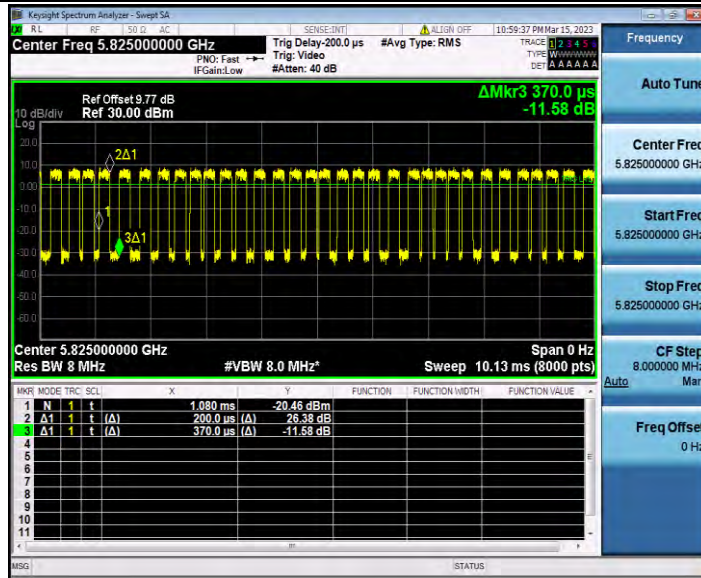 Keysight Spectrum Analyzer - Swept SA
RL RF 50 Ω AC SENSE:INT ALIGN OFF 10:59:37 PM Mar 15, 2023
Center Freq 5.825000000 GHz
PNO: Fast
IFGain:Low
Trig Delay-200.0 µs
Trig: Video
#Atten: 40 dB
#Avg Type: RMS
TRACE 1 2 3 4 5 6
TYPE W
DET A A A A A A
Ref Offset 9.77 dB
10 dB/div Ref 30.00 dBm
Log
ΔMkr3 370.0 µs
-11.58 dB
20.0
10.0
0.00
-10.0
-20.0
-30.0
-40.0
-50.0
-60.0
2Δ1
1
3Δ1
Center 5.825000000 GHz Span 0 Hz
Res BW 8 MHz #VBW 8.0 MHz* Sweep 10.13 ms (8000 pts)
MKR MODE TRC SCL X Y FUNCTION FUNCTION WIDTH FUNCTION VALUE
1 N 1 t 1.080 ms -20.46 dBm
2 Δ1 1 t (Δ) 200.0 µs (Δ) 26.38 dB
3 Δ1 1 t (Δ) 370.0 µs (Δ) -11.58 dB
4
5
6
7
8
9
10
11
MSG STATUS
Frequency
Auto Tune
Center Freq
5.825000000 GHz
Start Freq
5.825000000 GHz
Stop Freq
5.825000000 GHz
CF Step
8.000000 MHz
Auto Man
Freq Offset
0 Hz